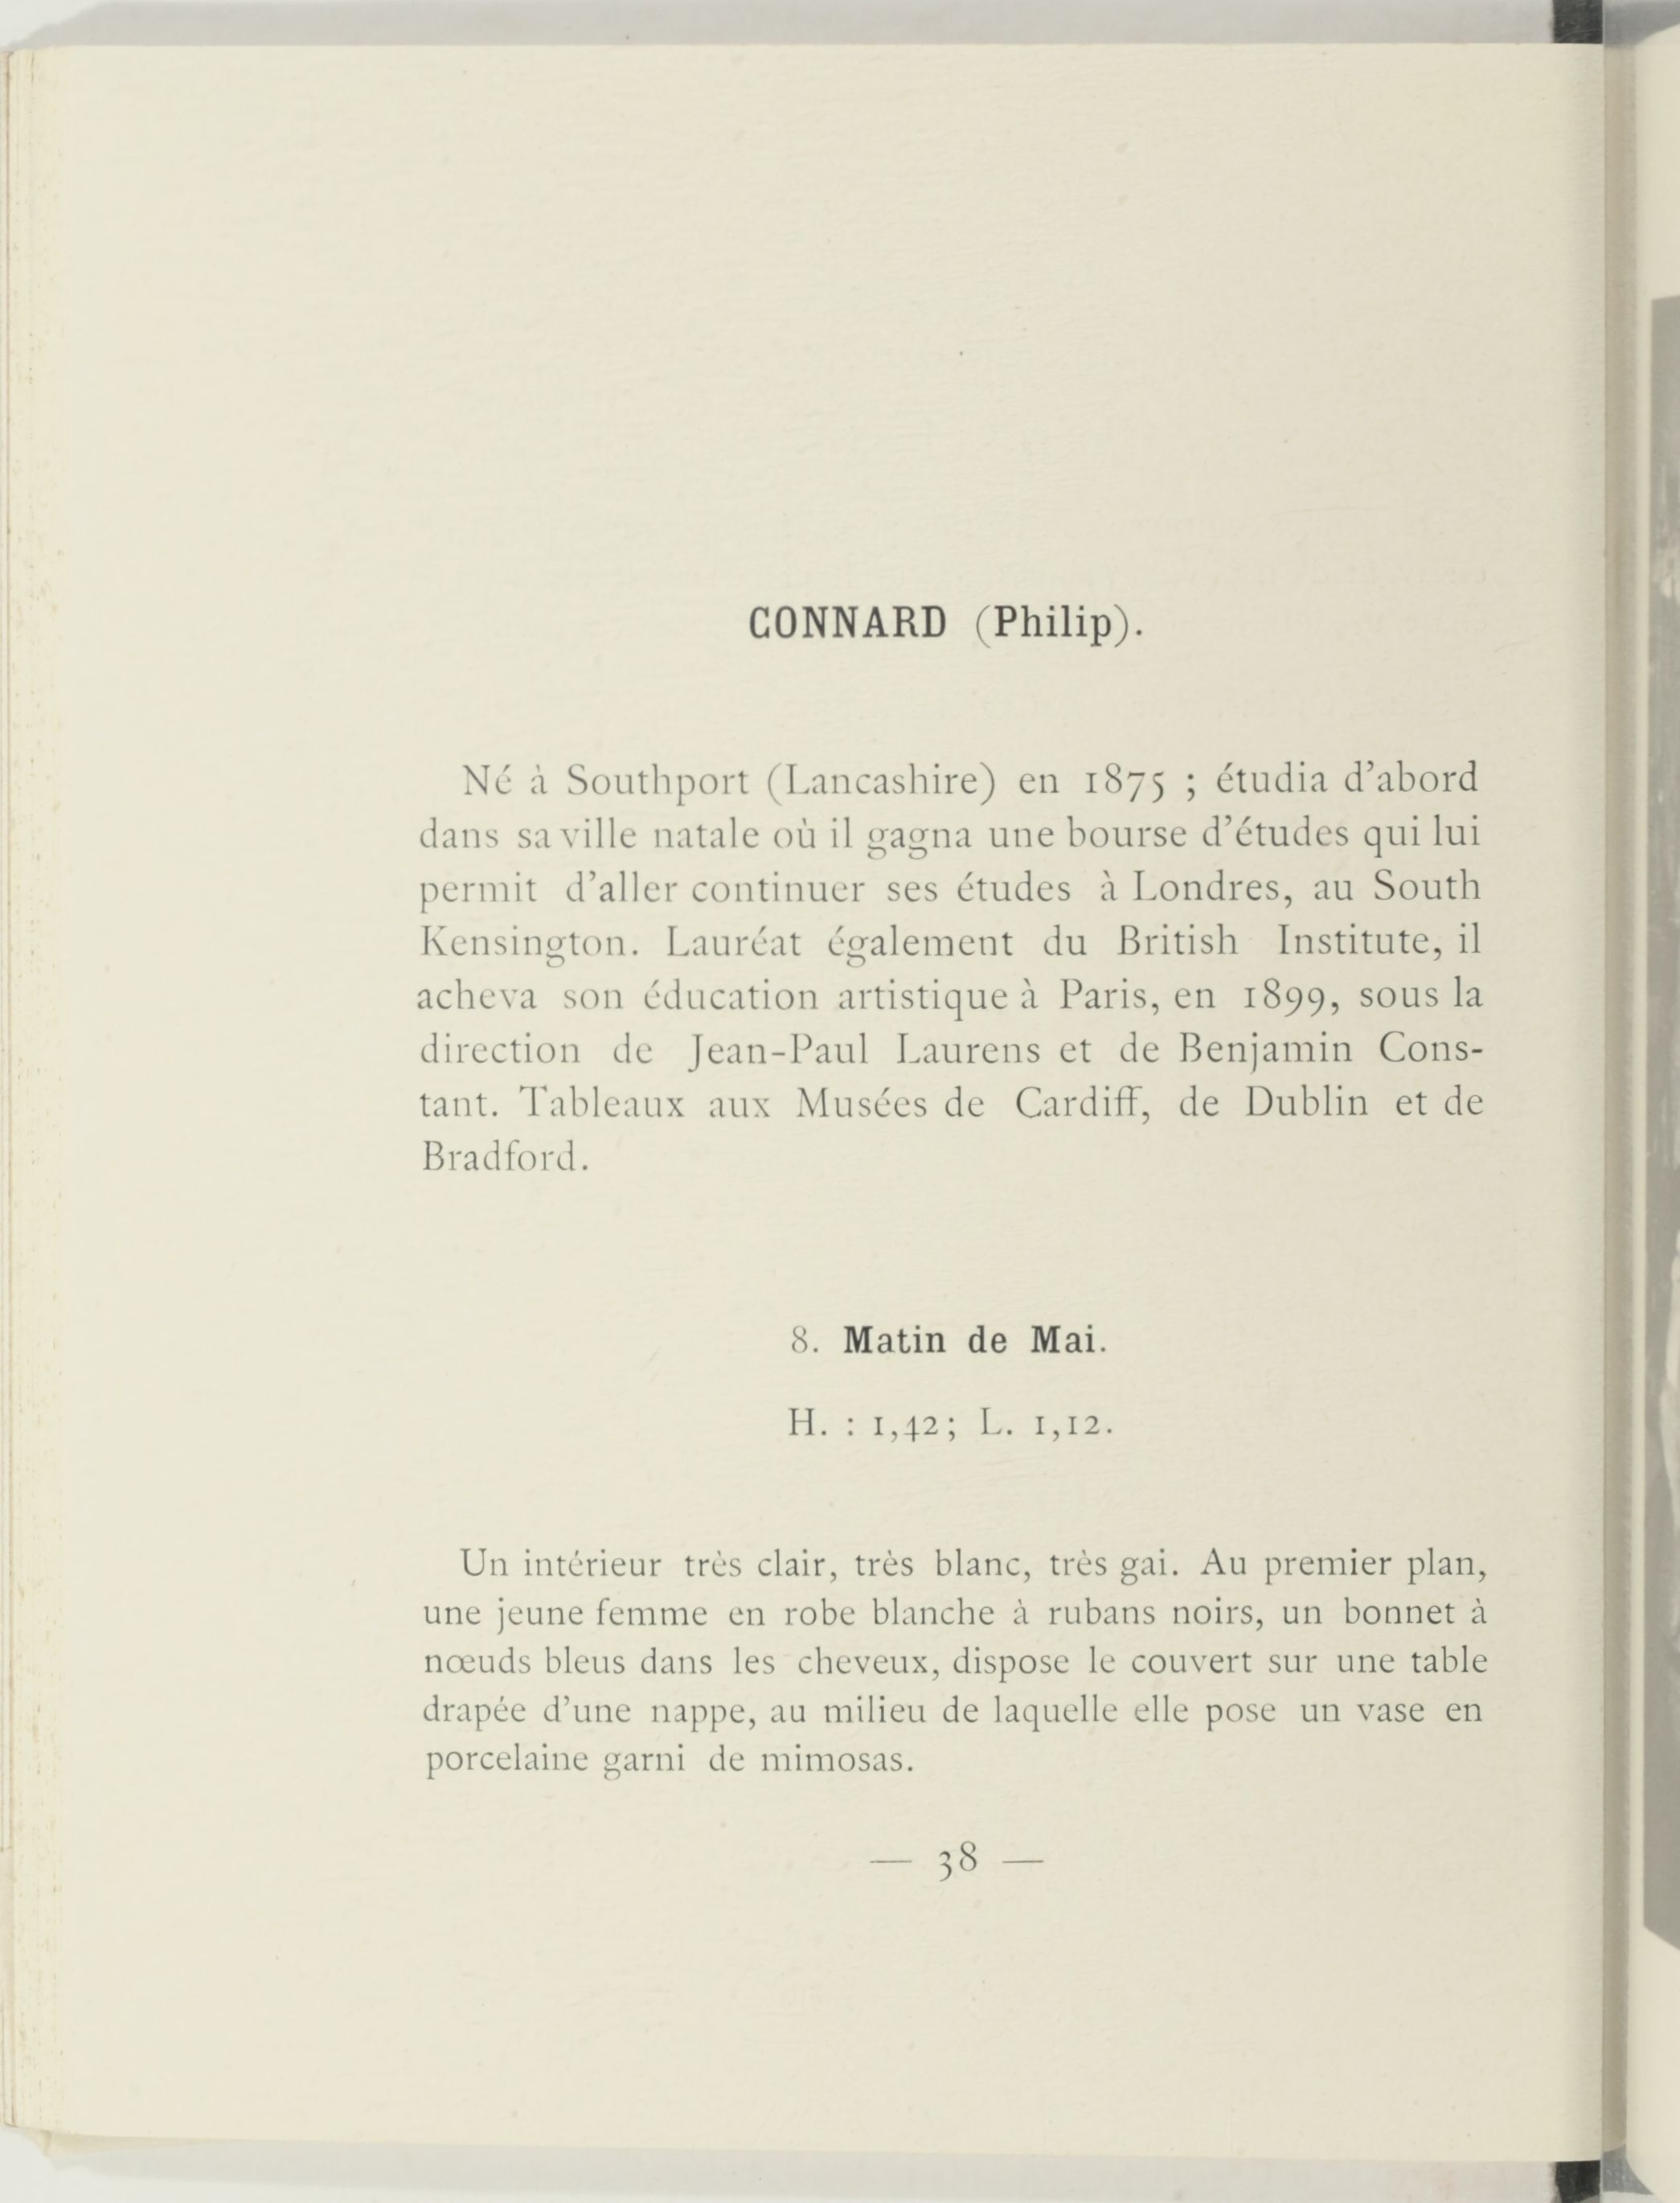 CONNARD (Philip).
Né à Southport (Lancashire) en 1875 ; étudia d'abord
dans sa ville natale où il gagna une bourse d'études qui lui
permit d'aller continuer ses études à Londres, au South
Kensington. Lauréat également du British Institute, il
acheva son éducation artistique à Paris, en 1899, sous la
direction de Jean-Paul Laurens et de Benjamin Cons-
tant. Tableaux aux Musées de Cardiff, de Dublin et de
Bradford.
8. Matin de Mai.
H. : 1,42; L. 1,12.
Un intérieur très clair, très blanc, très gai. Au premier plan,
une jeune femme en robe blanche à rubans noirs, un bonnet à
nœuds bleus dans les cheveux, dispose le couvert sur une table
drapée d'une nappe, au milieu de laquelle elle pose un vase en
porcelaine garni de mimosas.
— 38 —